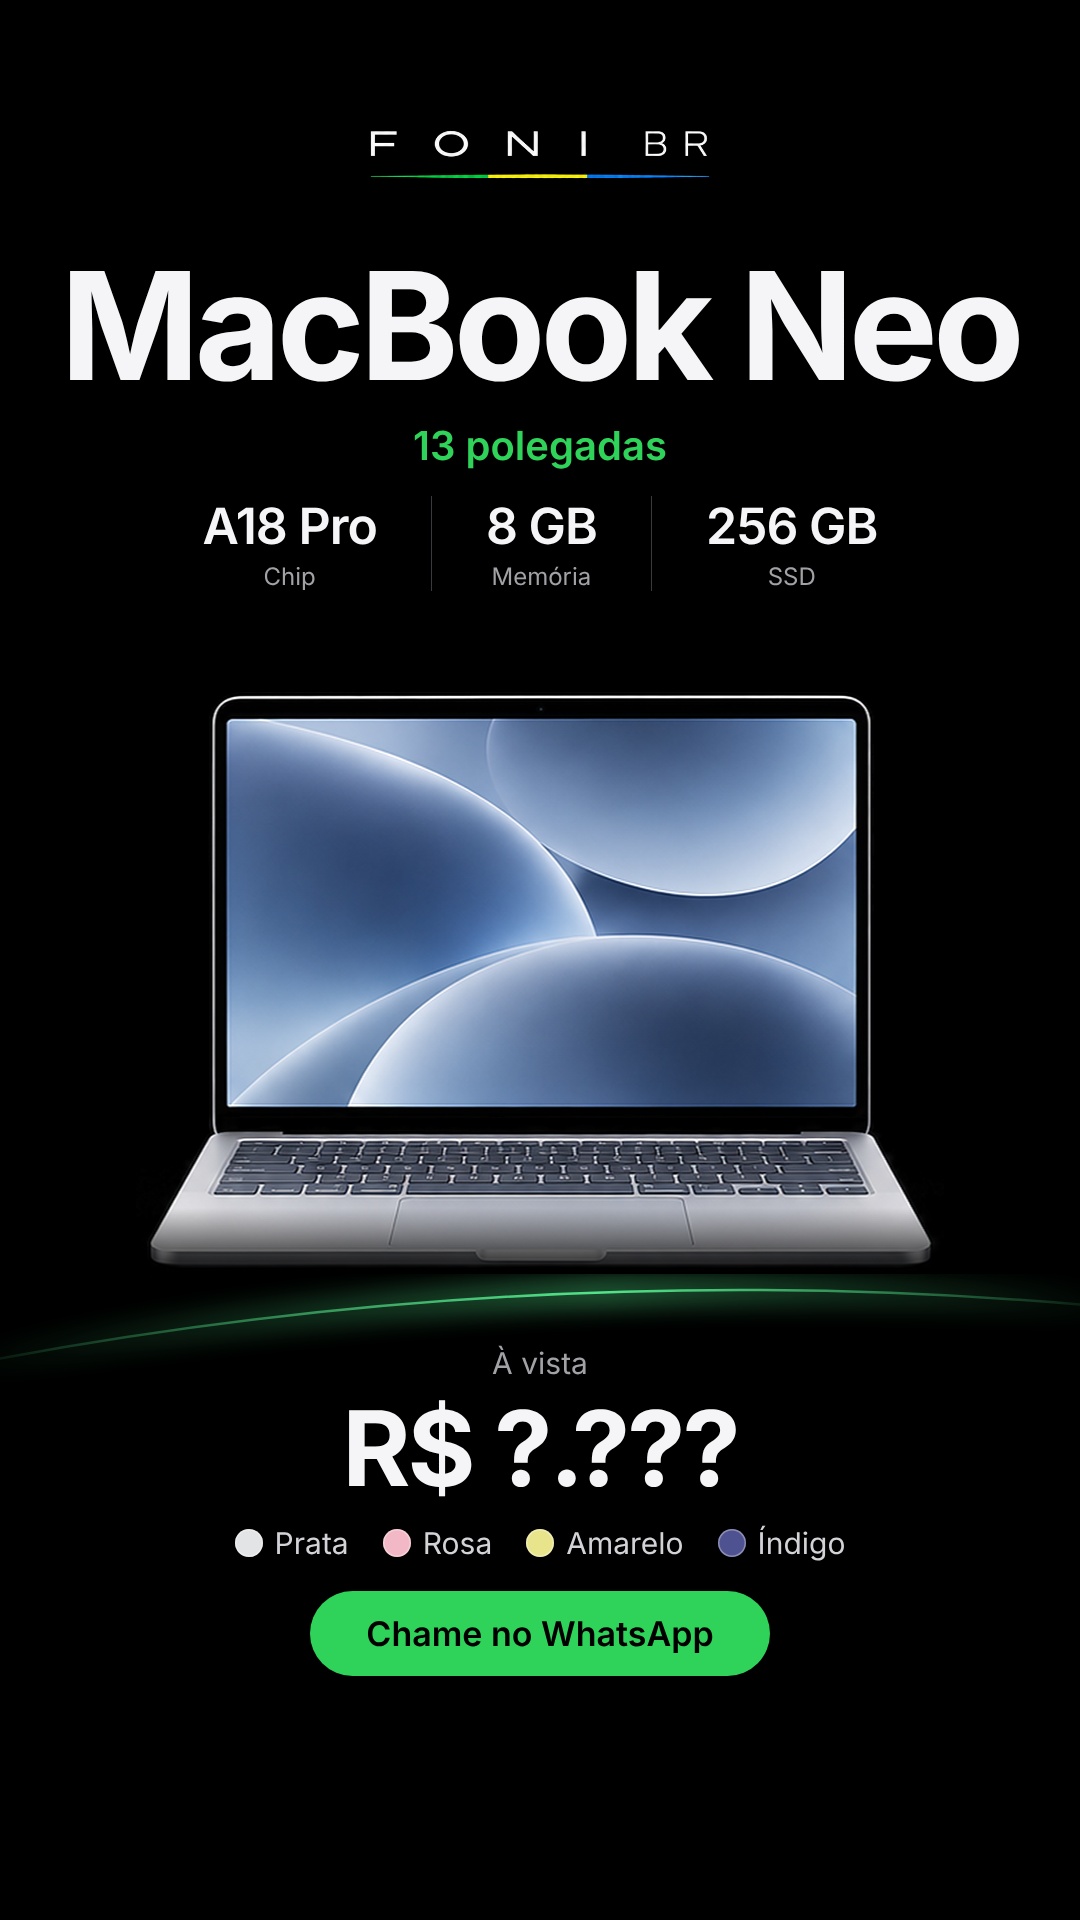 FONI BR
MacBook Neo
13 polegadas
A18 Pro
Chip
8 GB
Memória
256 GB
SSD
À vista
R$ ?.???
Prata
Rosa
Amarelo
Índigo
Chame no WhatsApp